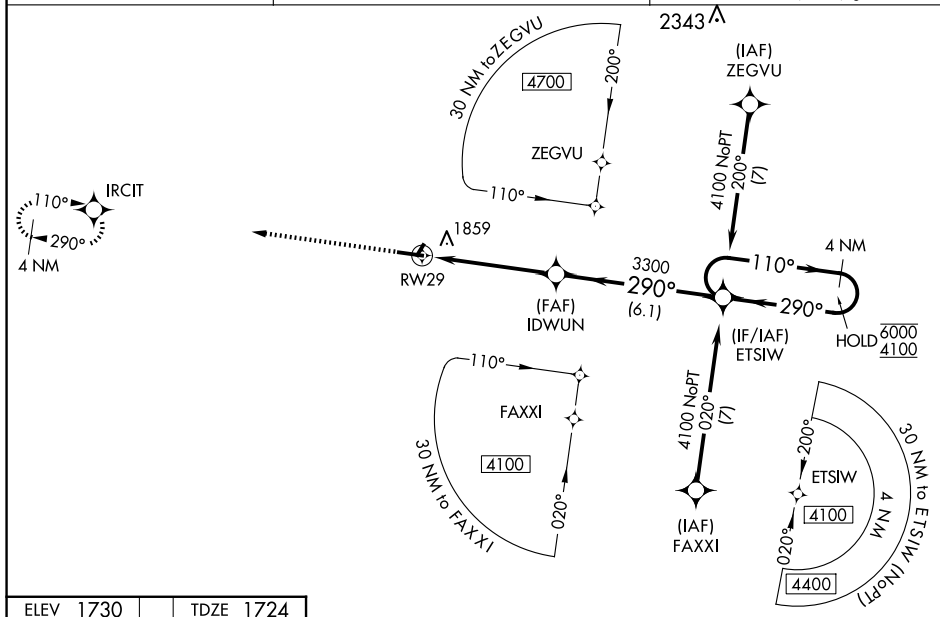 2343
(IAF)
ZEGVU
30 NM to ZEGVU
4700
200°
ZEGVU
110°
4100 NoPT
200°
(7)
110°
IRCIT
290°
4 NM
1859
RW29
(FAF)
IDWUN
3300
290°
(6.1)
4 NM
110°
290°
(IF/IAF)
ETSIW
HOLD
6000
4100
110°
FAXXI
4100
020°
30 NM to FAXXI
4100 NoPT
020°
(7)
(IAF)
FAXXI
200°
ETSIW
4100
020°
4 NM
4400
30 NM to ETSIW (NoPT)
ELEV 1730
TDZE 1724